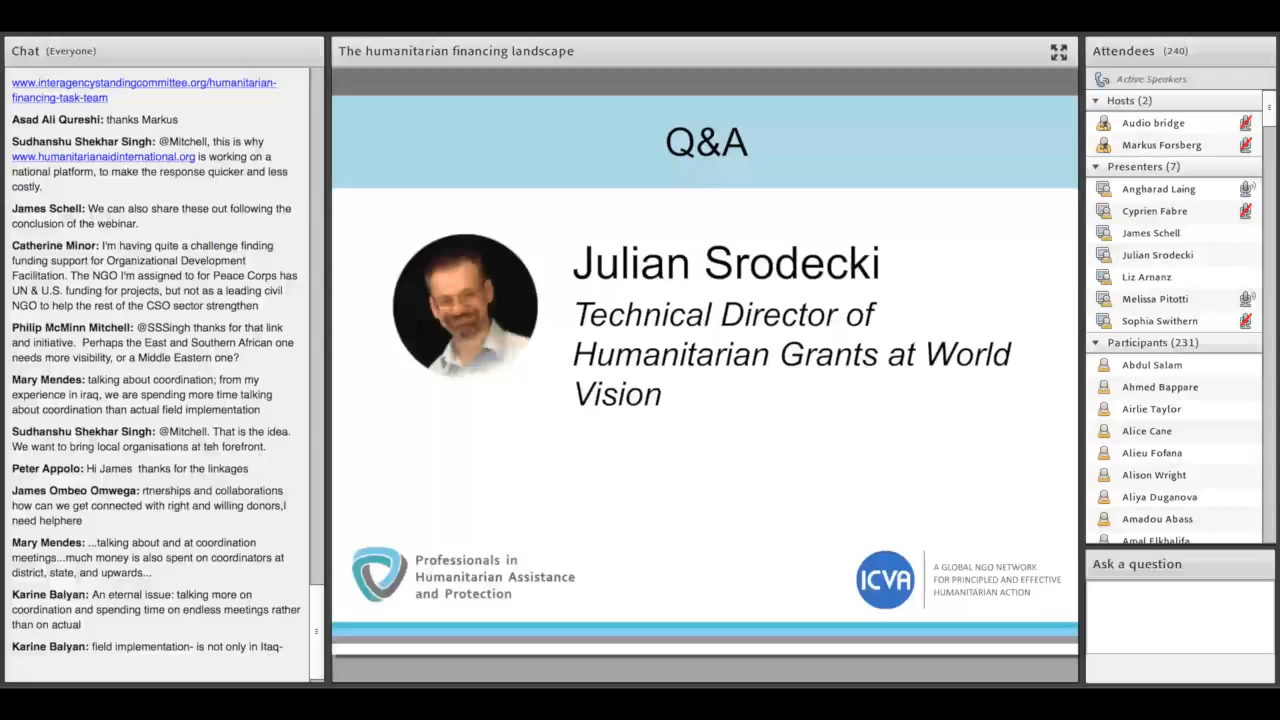 Chat (Everyone)
www.interagencystandingcommittee.org/humanitarian-
financing-task-team
Asad Ali Qureshi: thanks Markus
Sudhanshu Shekhar Singh: @Mitchell, this is why
www.humanitarianaidinternational.org is working on a
national platform, to make the response quicker and less
costly.
James Schell: We can also share these out following the
conclusion of the webinar.
Catherine Minor: I'm having quite a challenge finding
funding support for Organizational Development
Facilitation. The NGO I'm assigned to for Peace Corps has
UN & U.S. funding for projects, but not as a leading civil
NGO to help the rest of the CSO sector strengthen
Philip McMinn Mitchell: @SSSingh thanks for that link
and initiative. Perhaps the East and Southern African one
needs more visibility, or a Middle Eastern one?
Mary Mendes: talking about coordination; from my
experience in iraq, we are spending more time talking
about coordination than actual field implementation
Sudhanshu Shekhar Singh: @Mitchell. That is the idea.
We want to bring local organisations at teh forefront.
Peter Appolo: Hi James thanks for the linkages
James Ombeo Omwega: rtnerships and collaborations
how can we get connected with right and willing donors,I
need helphere
Mary Mendes: ...talking about and at coordination
meetings...much money is also spent on coordinators at
district, state, and upwards...
Karine Balyan: An eternal issue: talking more on
coordination and spending time on endless meetings rather
than on actual
Karine Balyan: field implementation- is not only in Itaq-
The humanitarian financing landscape
Q&A
Julian Srodecki
Technical Director of
Humanitarian Grants at World
Vision
Professionals in
Humanitarian Assistance
and Protection
ICVA
A GLOBAL NGO NETWORK
FOR PRINCIPLED AND EFFECTIVE
HUMANITARIAN ACTION
Attendees (240)
Active Speakers
Hosts (2)
Audio bridge
Markus Forsberg
Presenters (7)
Angharad Laing
Cyprien Fabre
James Schell
Julian Srodecki
Liz Arnanz
Melissa Pitotti
Sophia Swithern
Participants (231)
Abdul Salam
Ahmed Bappare
Airlie Taylor
Alice Cane
Alieu Fofana
Alison Wright
Aliya Duganova
Amadou Abass
Amal Elkhalifa
Ask a question